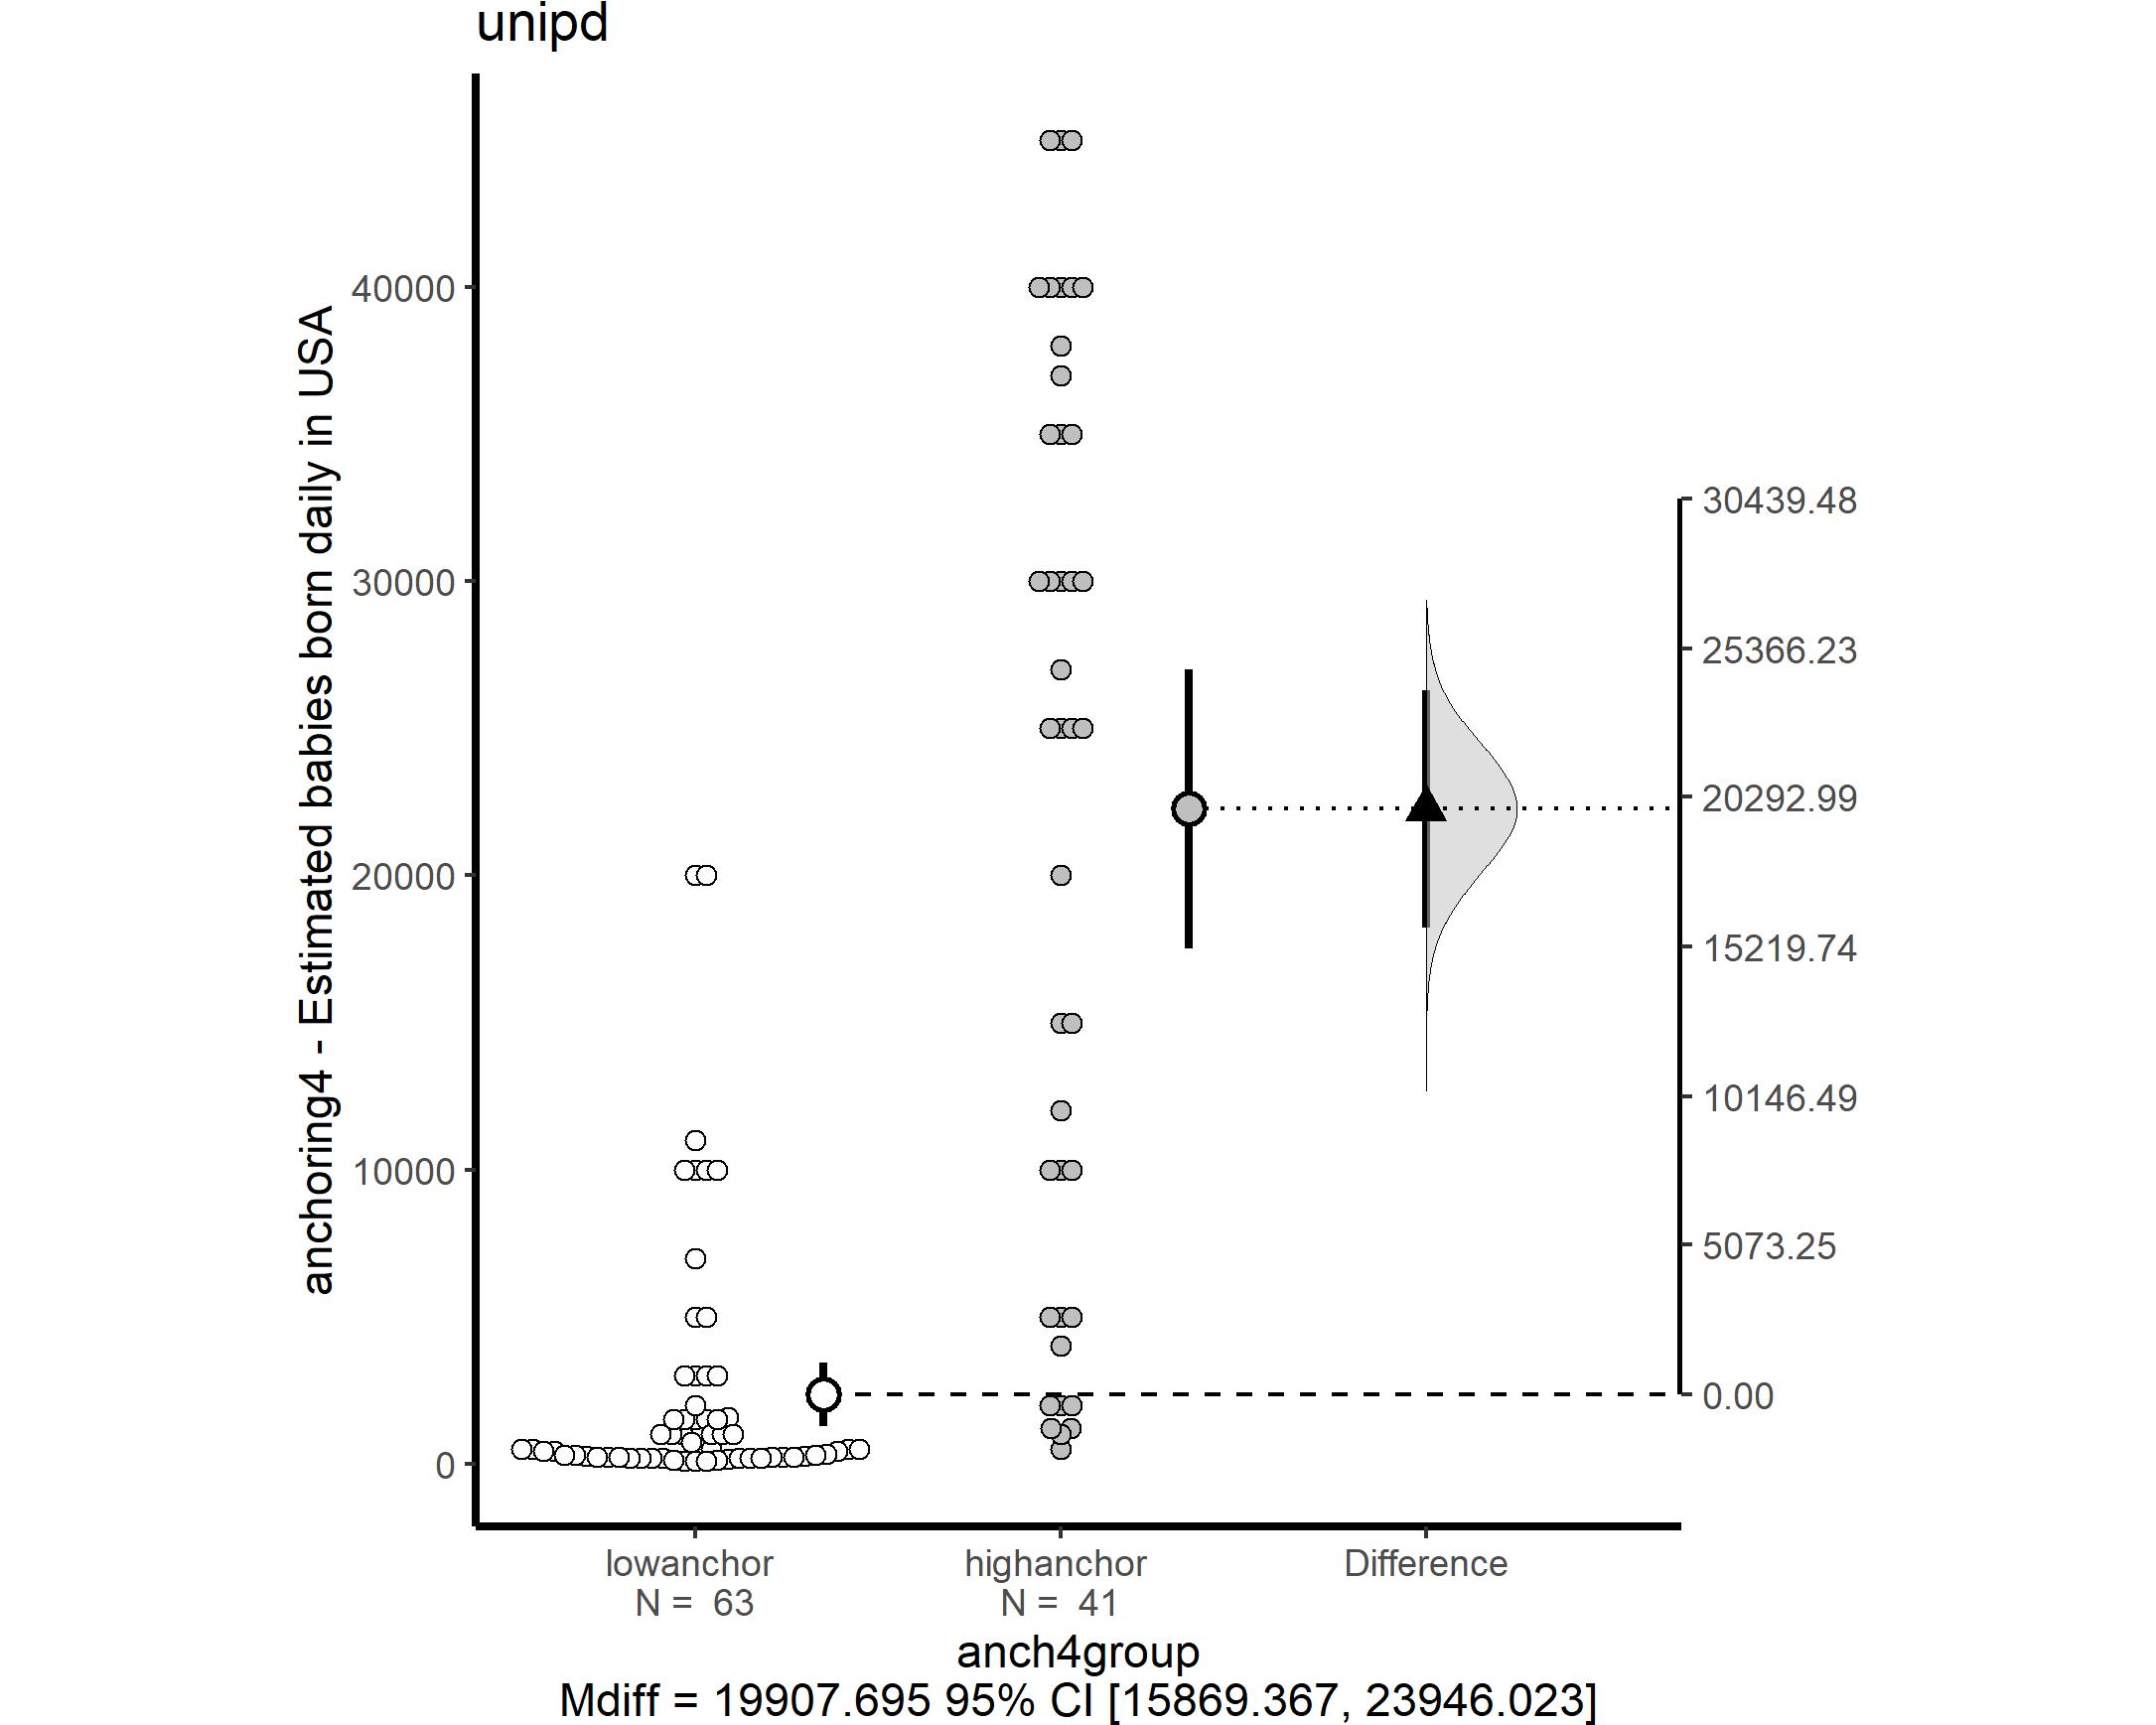 unipd
anchoring4 - Estimated babies born daily in USA
40000
30000
20000
10000
0
30439.48
25366.23
20292.99
15219.74
10146.49
5073.25
0.00
lowanchor
N =  63
highanchor
N =  41
Difference
anch4group
Mdiff = 19907.695 95% CI [15869.367, 23946.023]